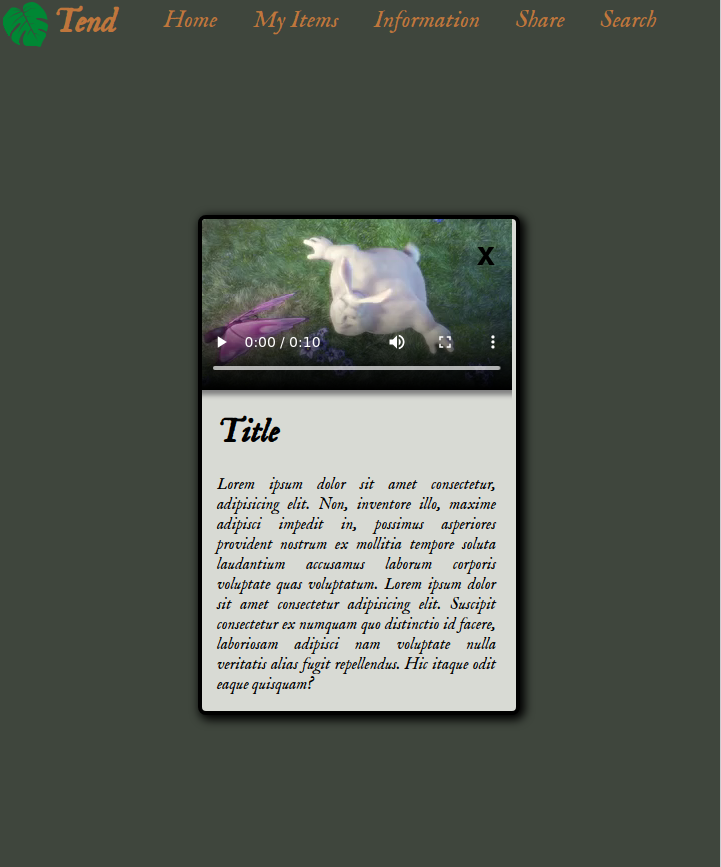 Tend Home My Items Information Share Search
X
0:00 / 0:10
Title
Lorem ipsum dolor sit amet consectetur,
adipisicing elit. Non, inventore illo, maxime
adipisci impedit in, possimus asperiores
provident nostrum ex mollitia tempore soluta
laudantium accusamus laborum corporis
voluptate quas voluptatum. Lorem ipsum dolor
sit amet consectetur adipisicing elit. Suscipit
consectetur ex numquam quo distinctio id facere,
laboriosam adipisci nam voluptate nulla
veritatis alias fugit repellendus. Hic itaque odit
eaque quisquam?